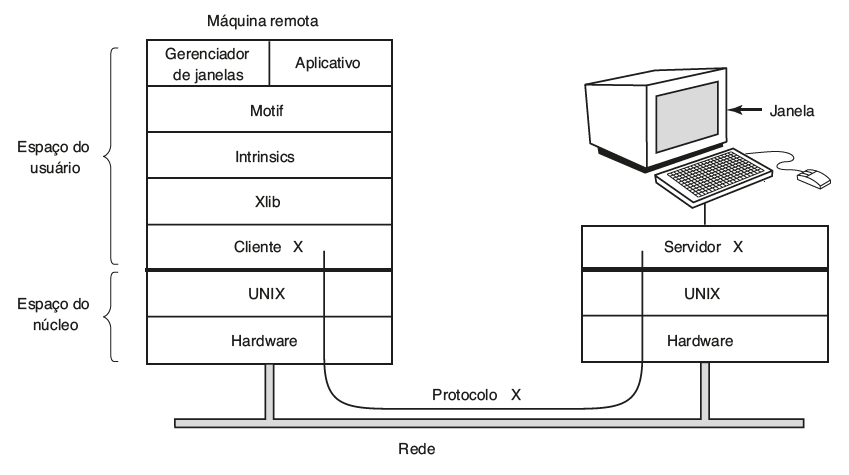 Máquina remota
Gerenciador
de janelas
Aplicativo
Motif
Intrinsics
Xlib
Cliente X
UNIX
Hardware
Espaço do
usuário
Espaço do
núcleo
Janela
Servidor X
UNIX
Hardware
Protocolo X
Rede